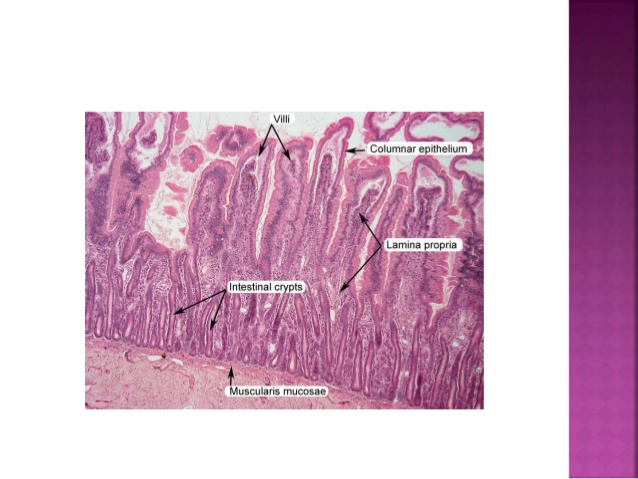 Villi
Columnar epithelium
Lamina propria
Intestinal crypts
Muscularis mucosae